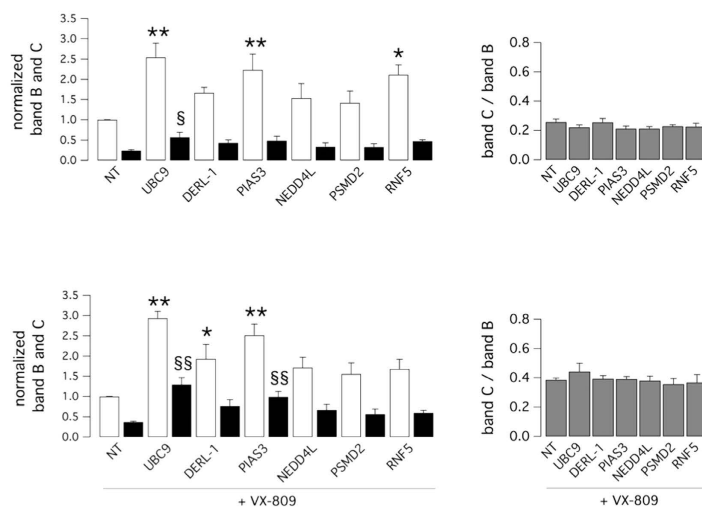 normalized
band B and C
3.5
3.0
2.5
2.0
1.5
1.0
0.5
0.0
** § ** *
NT UBC9 DERL-1 PIAS3 NEDD4L PSMD2 RNF5
band C / band B
0.8
0.6
0.4
0.2
0.0
NT UBC9 DERL-1 PIAS3 NEDD4L PSMD2 RNF5
normalized
band B and C
3.5
3.0
2.5
2.0
1.5
1.0
0.5
0.0
** §§ * ** §§
NT UBC9 DERL-1 PIAS3 NEDD4L PSMD2 RNF5
+ VX-809
band C / band B
0.8
0.6
0.4
0.2
0.0
NT UBC9 DERL-1 PIAS3 NEDD4L PSMD2 RNF5
+ VX-809